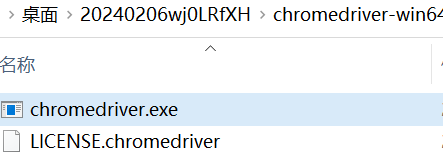 › 桌面 › 20240206wj0LRfXH › chromedriver-win64
名称
chromedriver.exe
LICENSE.chromedriver